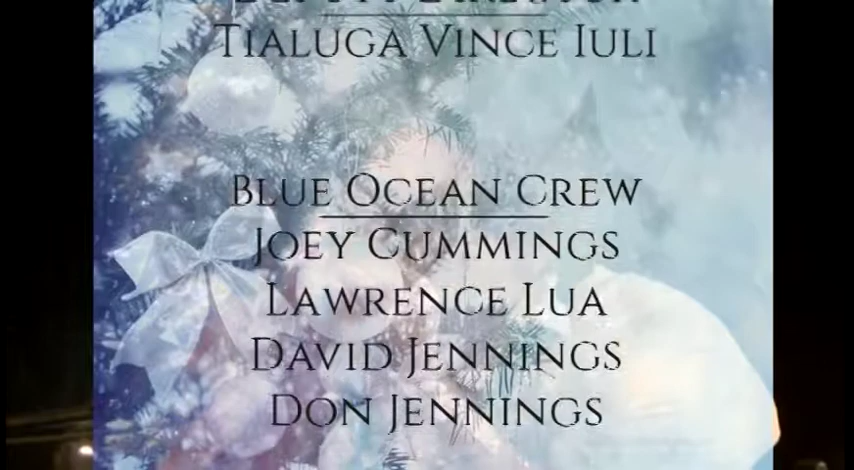 Tialuga Vince Iuli
Blue Ocean Crew
Joey Cummings
Lawrence Lua
David Jennings
Don Jennings